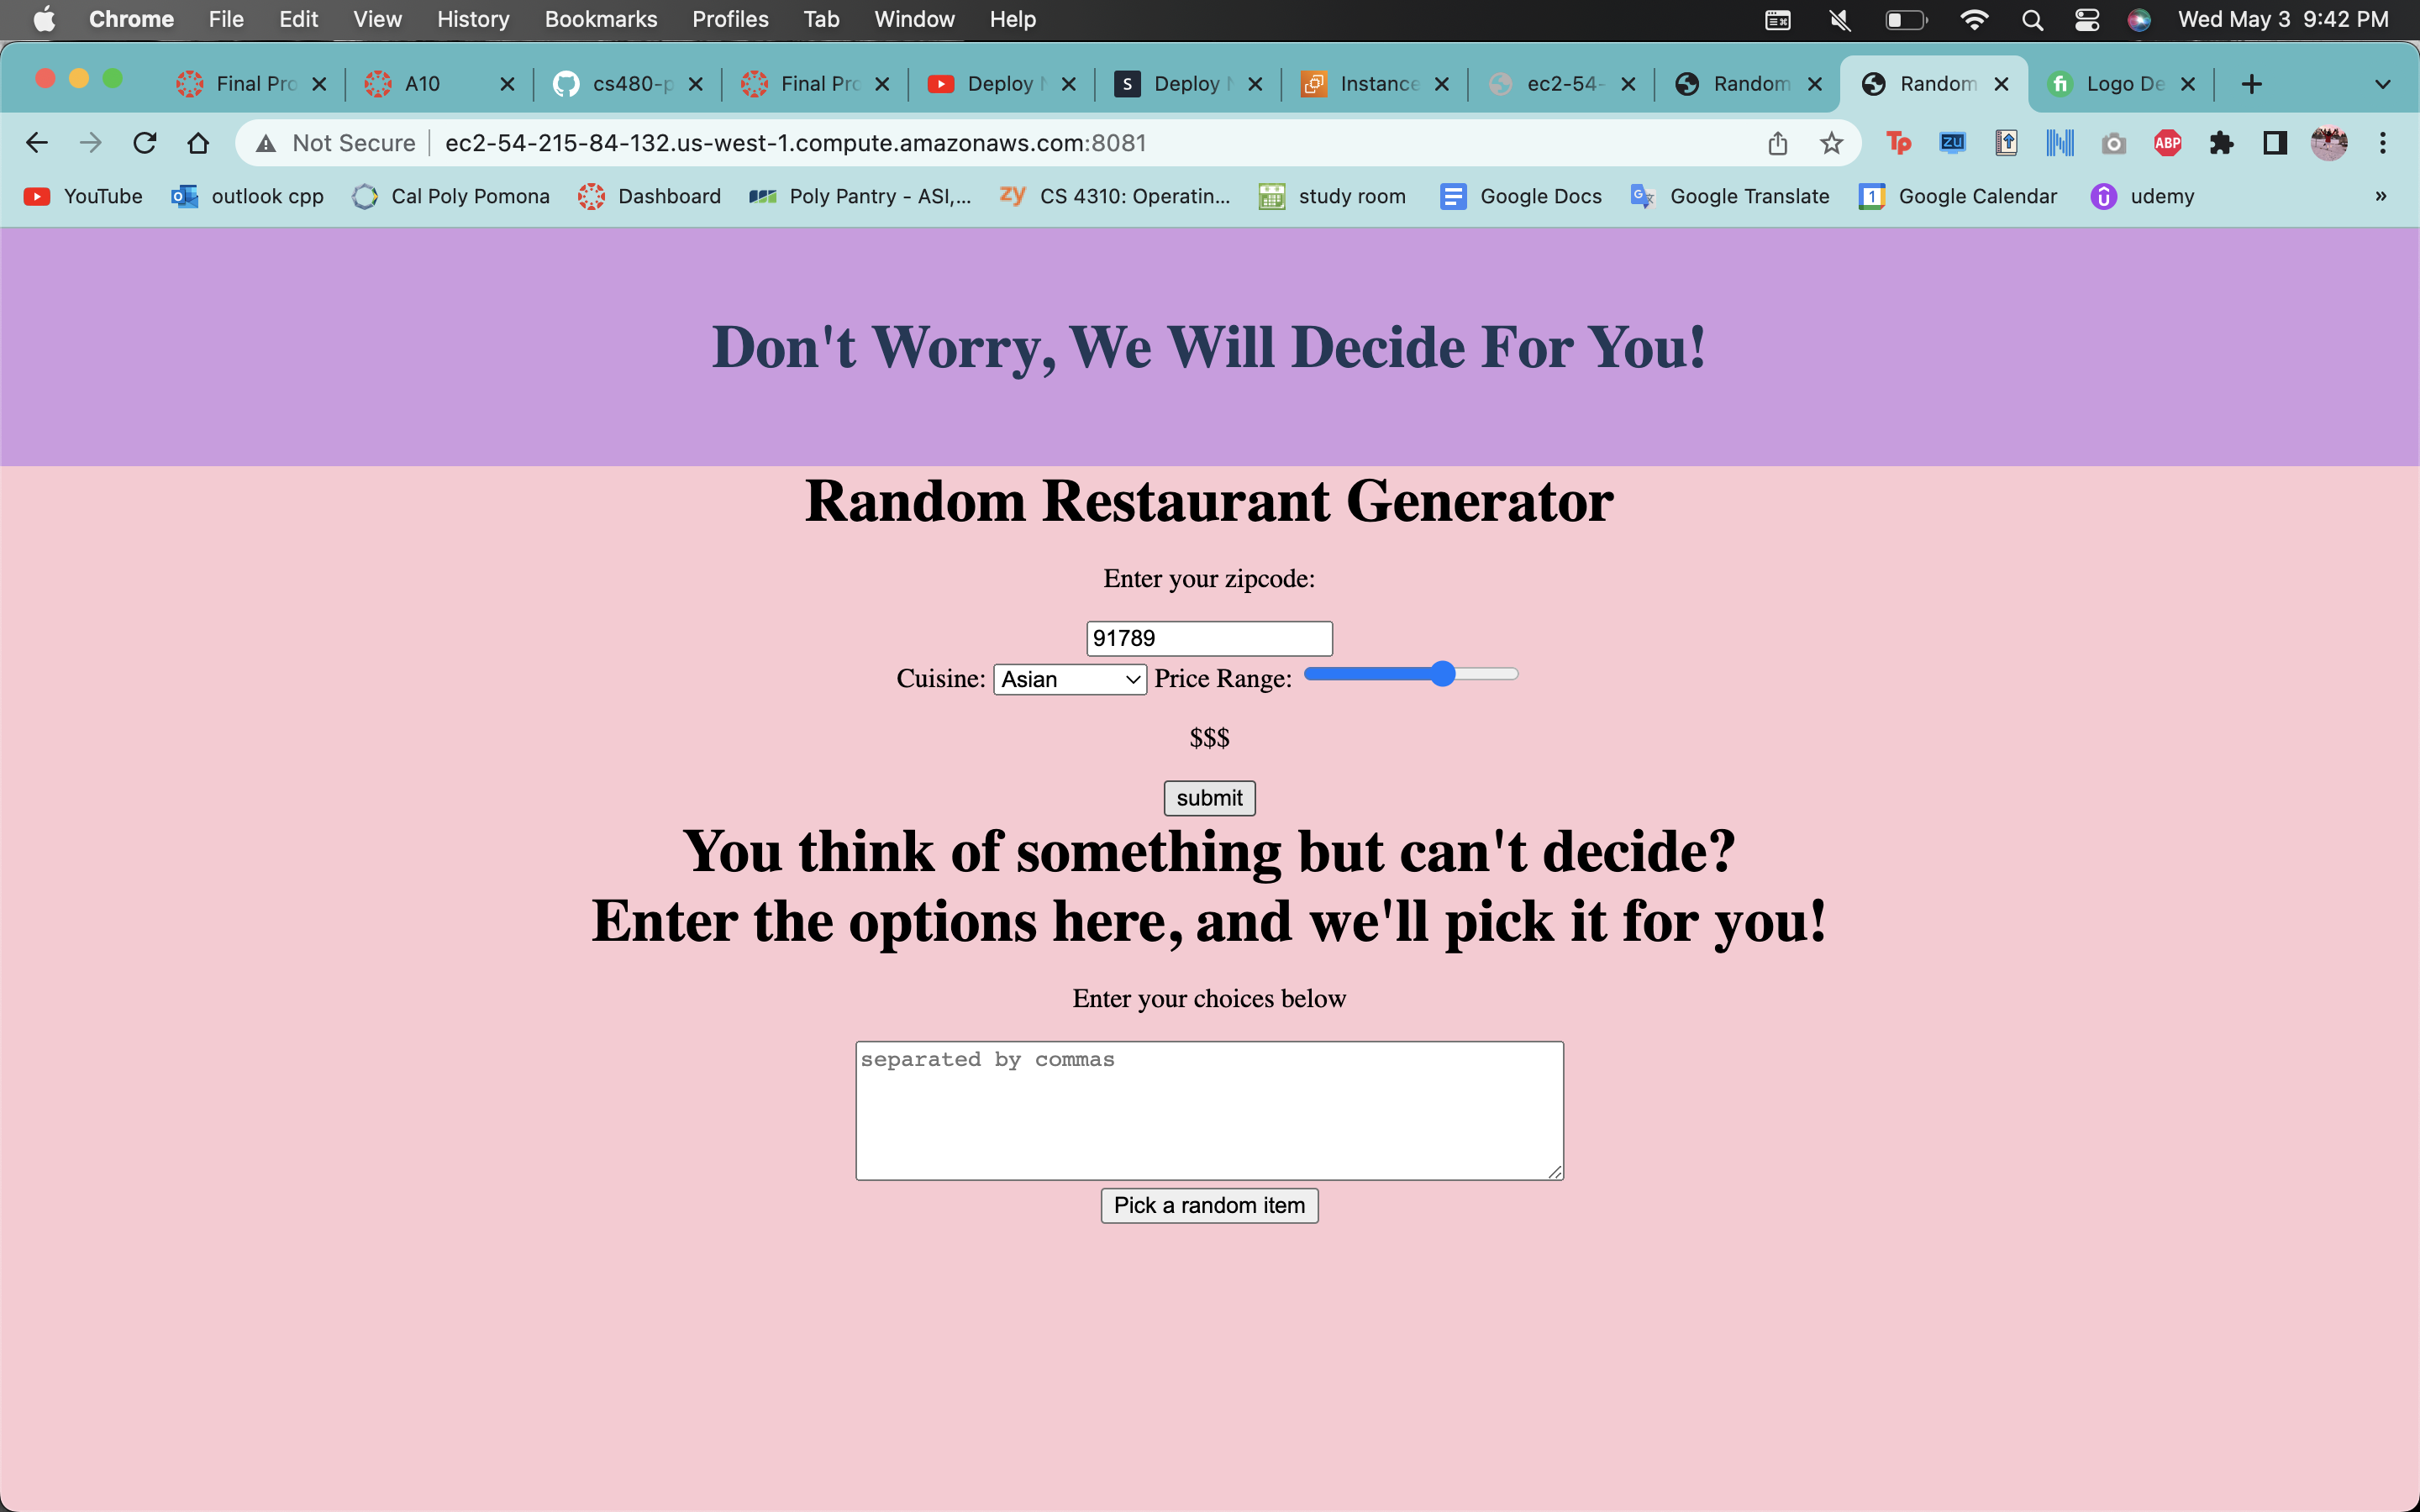 Chrome File Edit View History Bookmarks Profiles Tab Window Help Wed May 3 9:42 PM
Final Pro A10 cs480-p Final Pro Deploy N S Deploy N Instance ec2-54- Random Random fi Logo De
Not Secure ec2-54-215-84-132.us-west-1.compute.amazonaws.com:8081 Tp ZU ABP
YouTube outlook cpp Cal Poly Pomona Dashboard Poly Pantry - ASI,... zy CS 4310: Operatin... study room Google Docs Google Translate 1 Google Calendar û udemy »
Don't Worry, We Will Decide For You!
Random Restaurant Generator
Enter your zipcode:
91789
Cuisine: Asian Price Range:
$$$
submit
You think of something but can't decide?
Enter the options here, and we'll pick it for you!
Enter your choices below
separated by commas
Pick a random item